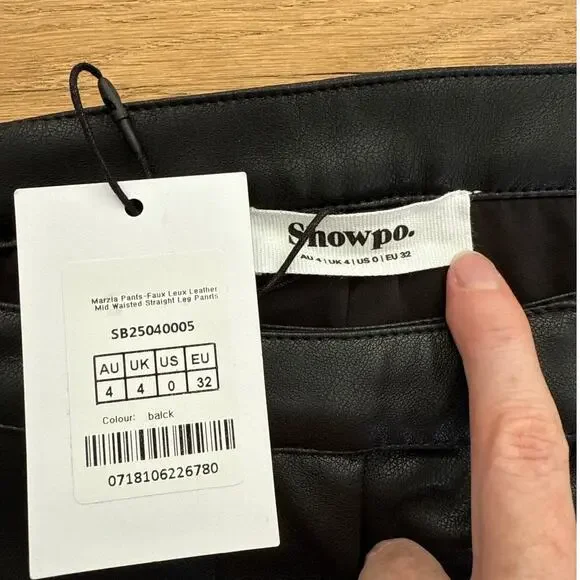 Showpo.
AU 4 | UK 4 | US 0 | EU 32
Marzia Pants-Faux Leux Leather
Mid Waisted Straight Leg Panrls
SB25040005
AU UK US EU
4 4 0 32
Colour: balck
0718106226780